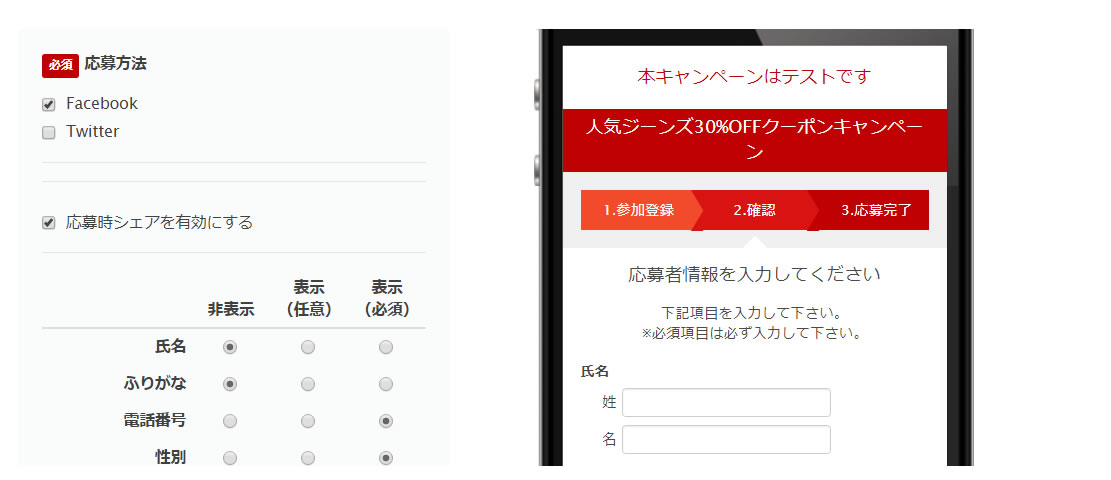 必須 応募方法
Facebook
Twitter
応募時シェアを有効にする
表示 表示
非表示 (任意) (必須)
氏名
ふりがな
電話番号
性別
本キャンペーンはテストです
人気ジーンズ30%OFFクーポンキャンペー
ン
1.参加登録 2.確認 3.応募完了
応募者情報を入力してください
下記項目を入力して下さい。
※必須項目は必ず入力して下さい。
氏名
姓
名